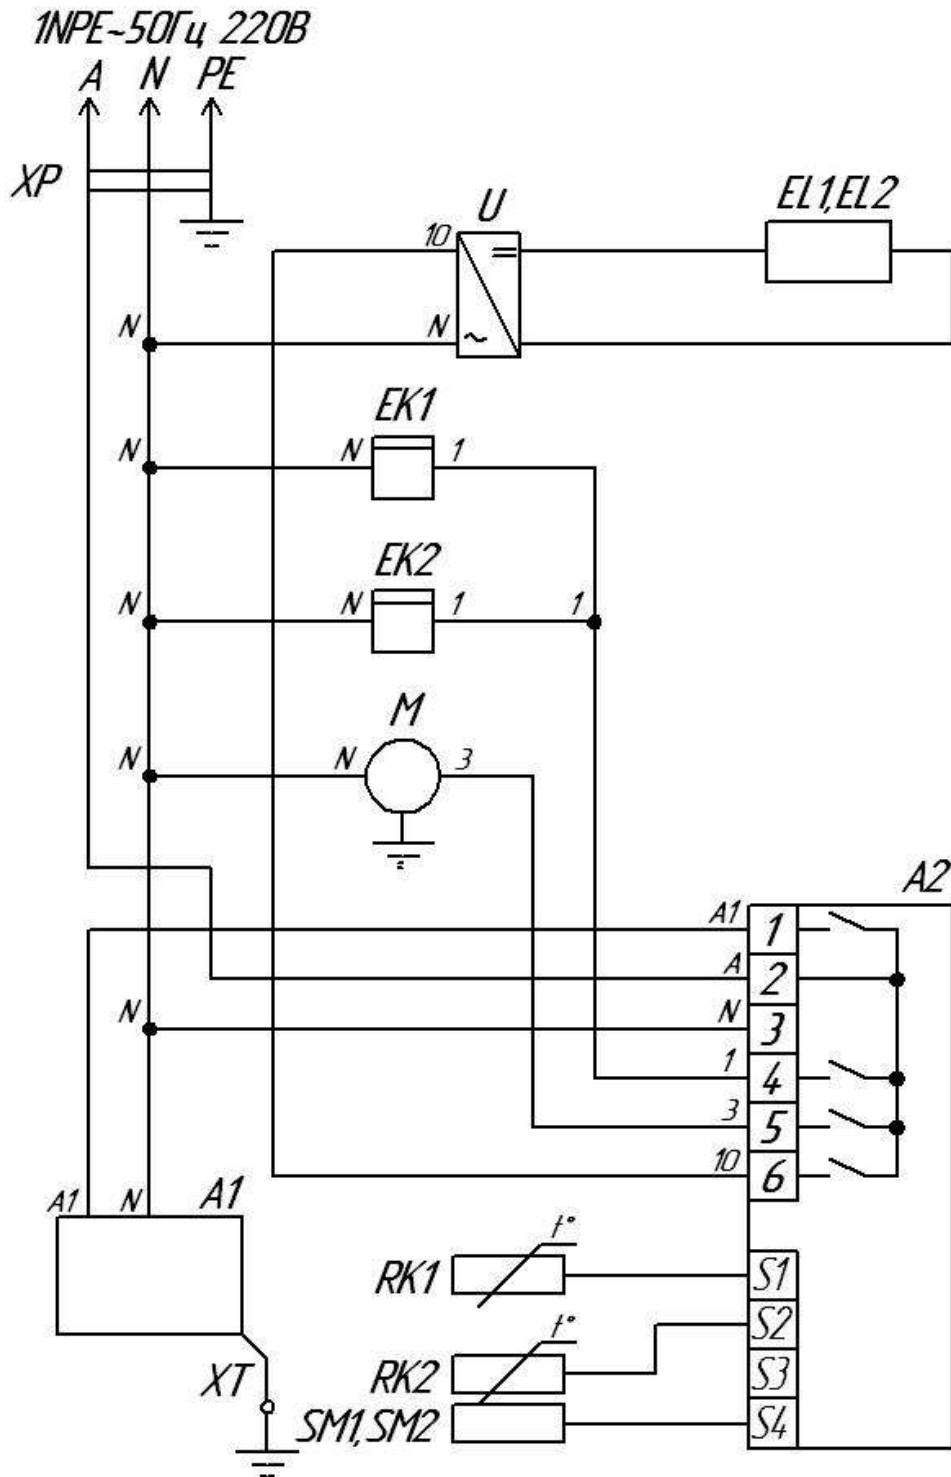 1NPE~50Гц 220В
A N PE
XP
U
EL1,EL2
10
N
N
EK1
N
N
1
EK2
N
N
1
1
M
N
N
3
A2
A1
1
A
2
N
N
3
1
4
3
5
10
6
A1
N
A1
t°
RK1
S1
S2
t°
RK2
S3
XT
SM1,SM2
S4